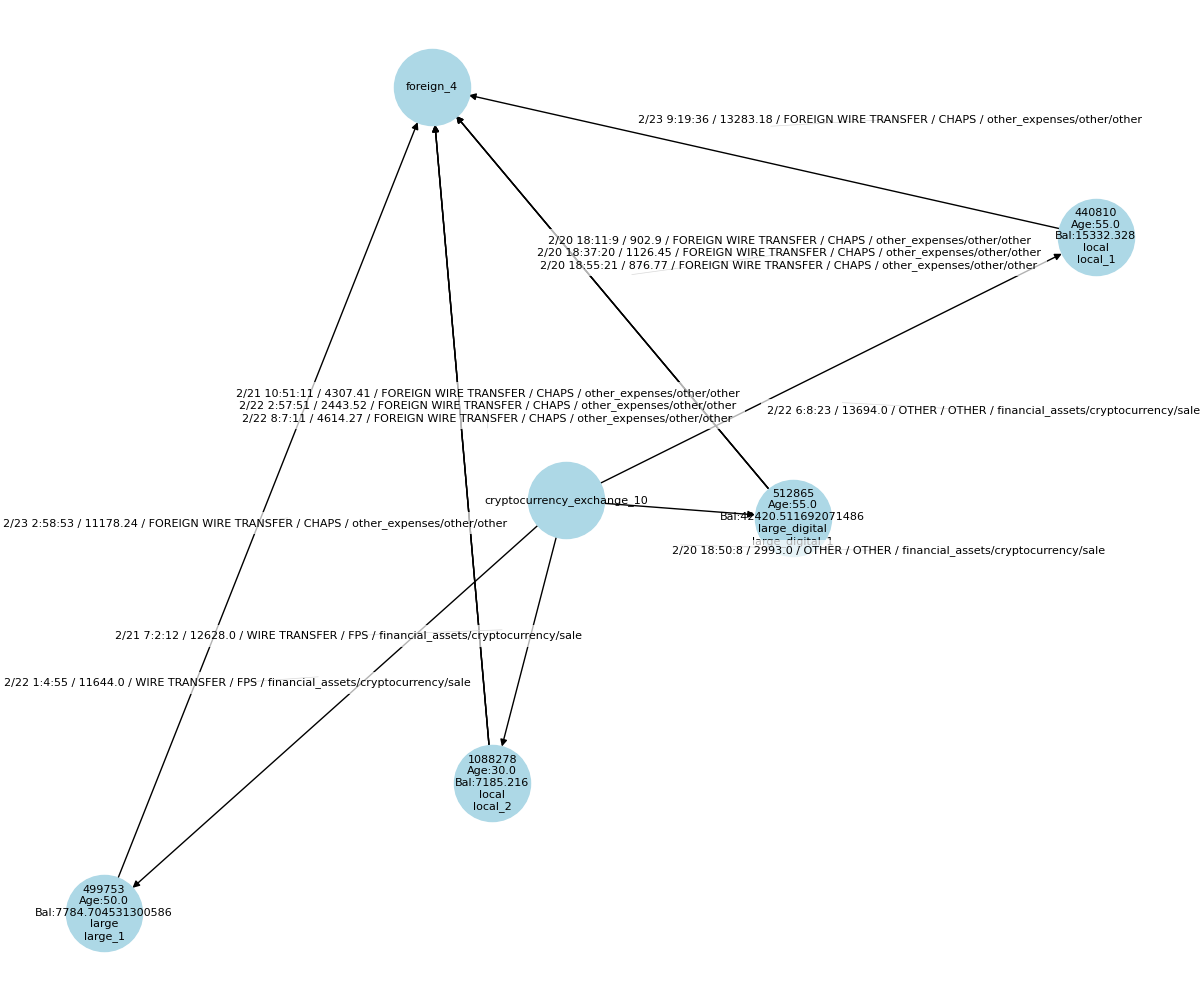 foreign_4
2/23 9:19:36 / 13283.18 / FOREIGN WIRE TRANSFER / CHAPS / other_expenses/other/other
440810
Age:55.0
Bal:15332.328
local
local_1
2/20 18:11:9 / 902.9 / FOREIGN WIRE TRANSFER / CHAPS / other_expenses/other/other
2/20 18:37:20 / 1126.45 / FOREIGN WIRE TRANSFER / CHAPS / other_expenses/other/other
2/20 18:55:21 / 876.77 / FOREIGN WIRE TRANSFER / CHAPS / other_expenses/other/other
2/21 10:51:11 / 4307.41 / FOREIGN WIRE TRANSFER / CHAPS / other_expenses/other/other
2/22 2:57:51 / 2443.52 / FOREIGN WIRE TRANSFER / CHAPS / other_expenses/other/other
2/22 8:7:11 / 4614.27 / FOREIGN WIRE TRANSFER / CHAPS / other_expenses/other/other
2/22 6:8:23 / 13694.0 / OTHER / OTHER / financial_assets/cryptocurrency/sale
cryptocurrency_exchange_10
512865
Age:55.0
Bal:42420.511692071486
large_digital
large_digital_1
2/23 2:58:53 / 11178.24 / FOREIGN WIRE TRANSFER / CHAPS / other_expenses/other/other
2/20 18:50:8 / 2993.0 / OTHER / OTHER / financial_assets/cryptocurrency/sale
2/21 7:2:12 / 12628.0 / WIRE TRANSFER / FPS / financial_assets/cryptocurrency/sale
2/22 1:4:55 / 11644.0 / WIRE TRANSFER / FPS / financial_assets/cryptocurrency/sale
1088278
Age:30.0
Bal:7185.216
local
local_2
499753
Age:50.0
Bal:7784.704531300586
large
large_1